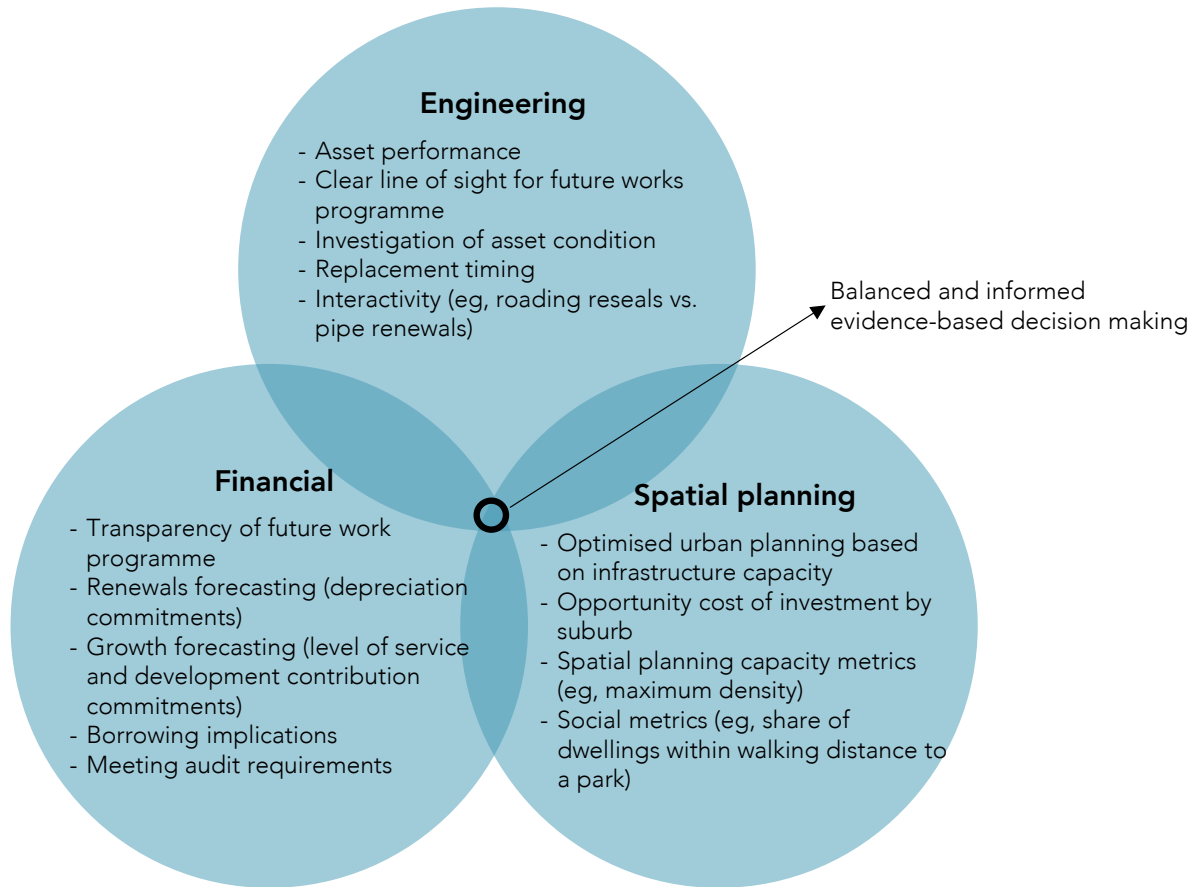 Engineering
- Asset performance
- Clear line of sight for future works
programme
- Investigation of asset condition
- Replacement timing
- Interactivity (eg, roading reseals vs.
pipe renewals)
Balanced and informed
evidence-based decision making
Financial
- Transparency of future work
programme
- Renewals forecasting (depreciation
commitments)
- Growth forecasting (level of service
and development contribution
commitments)
- Borrowing implications
- Meeting audit requirements
Spatial planning
- Optimised urban planning based
on infrastructure capacity
- Opportunity cost of investment by
suburb
- Spatial planning capacity metrics
(eg, maximum density)
- Social metrics (eg, share of
dwellings within walking distance to
a park)